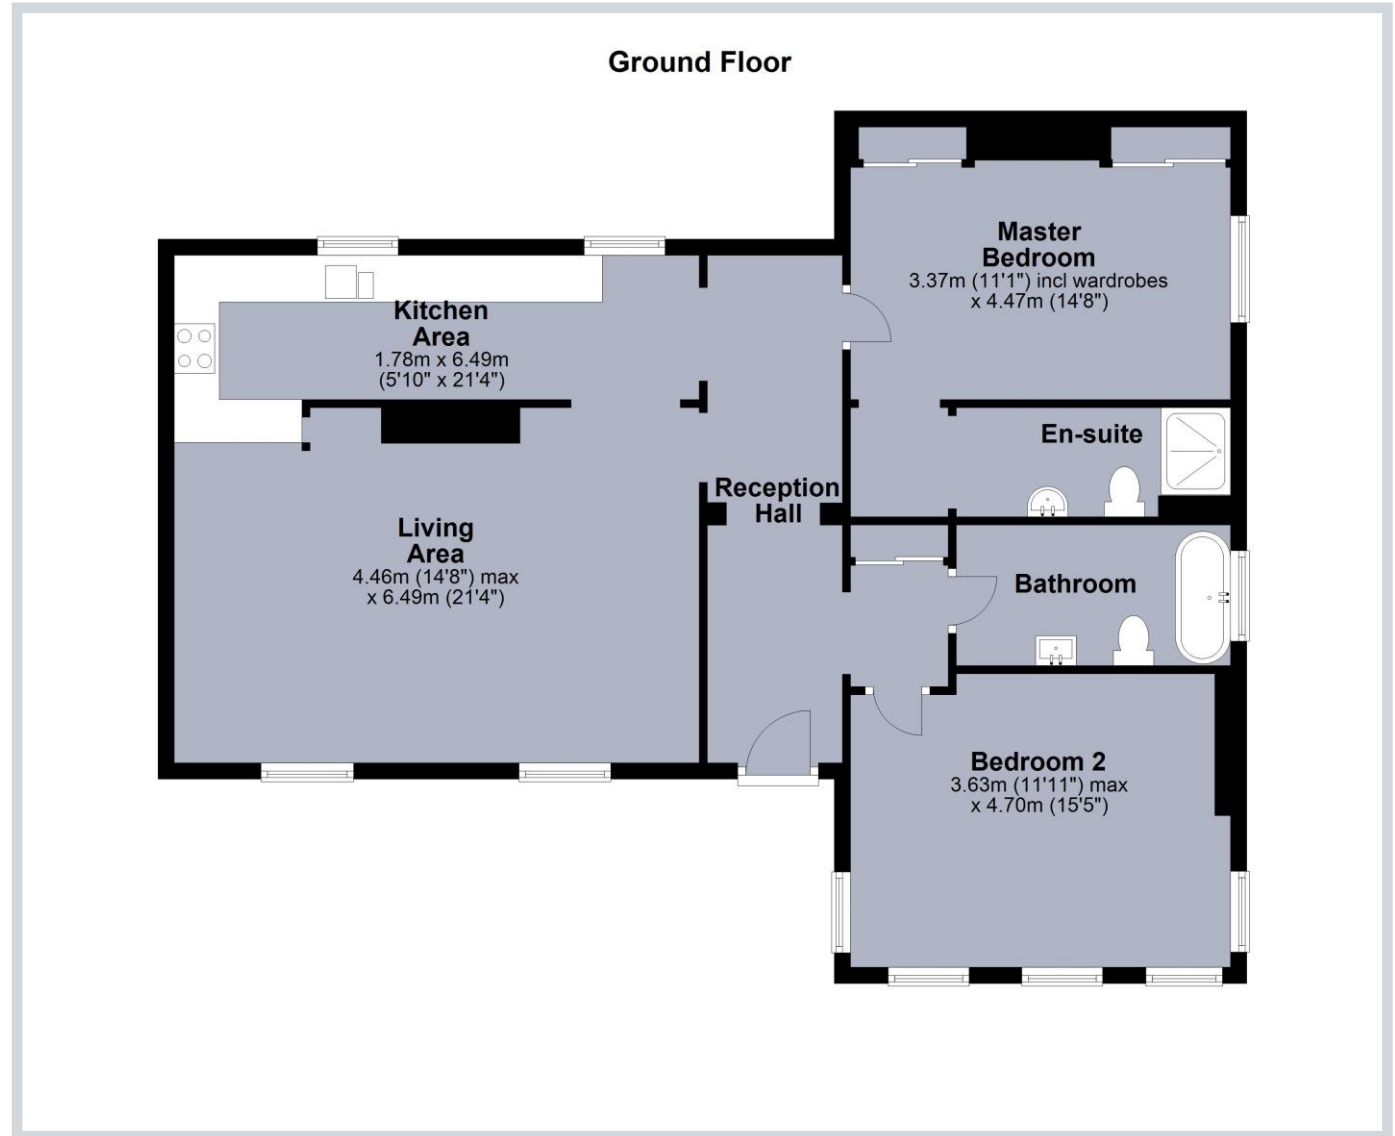 Ground Floor
Master
Bedroom
3.37m (11'1") incl wardrobes
x 4.47m (14'8")
Kitchen
Area
1.78m x 6.49m
(5'10" x 21'4")
En-suite
Reception
Hall
Living
Area
4.46m (14'8") max
x 6.49m (21'4")
Bathroom
Bedroom 2
3.63m (11'11") max
x 4.70m (15'5")